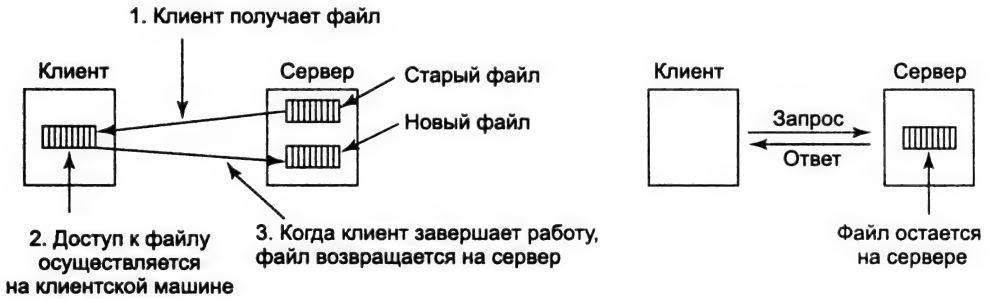 1. Клиент получает файл
Клиент
Сервер
Старый файл
Новый файл
2. Доступ к файлу
осуществляется
на клиентской машине
3. Когда клиент завершает работу,
файл возвращается на сервер
Клиент
Сервер
Запрос
Ответ
Файл остается
на сервере